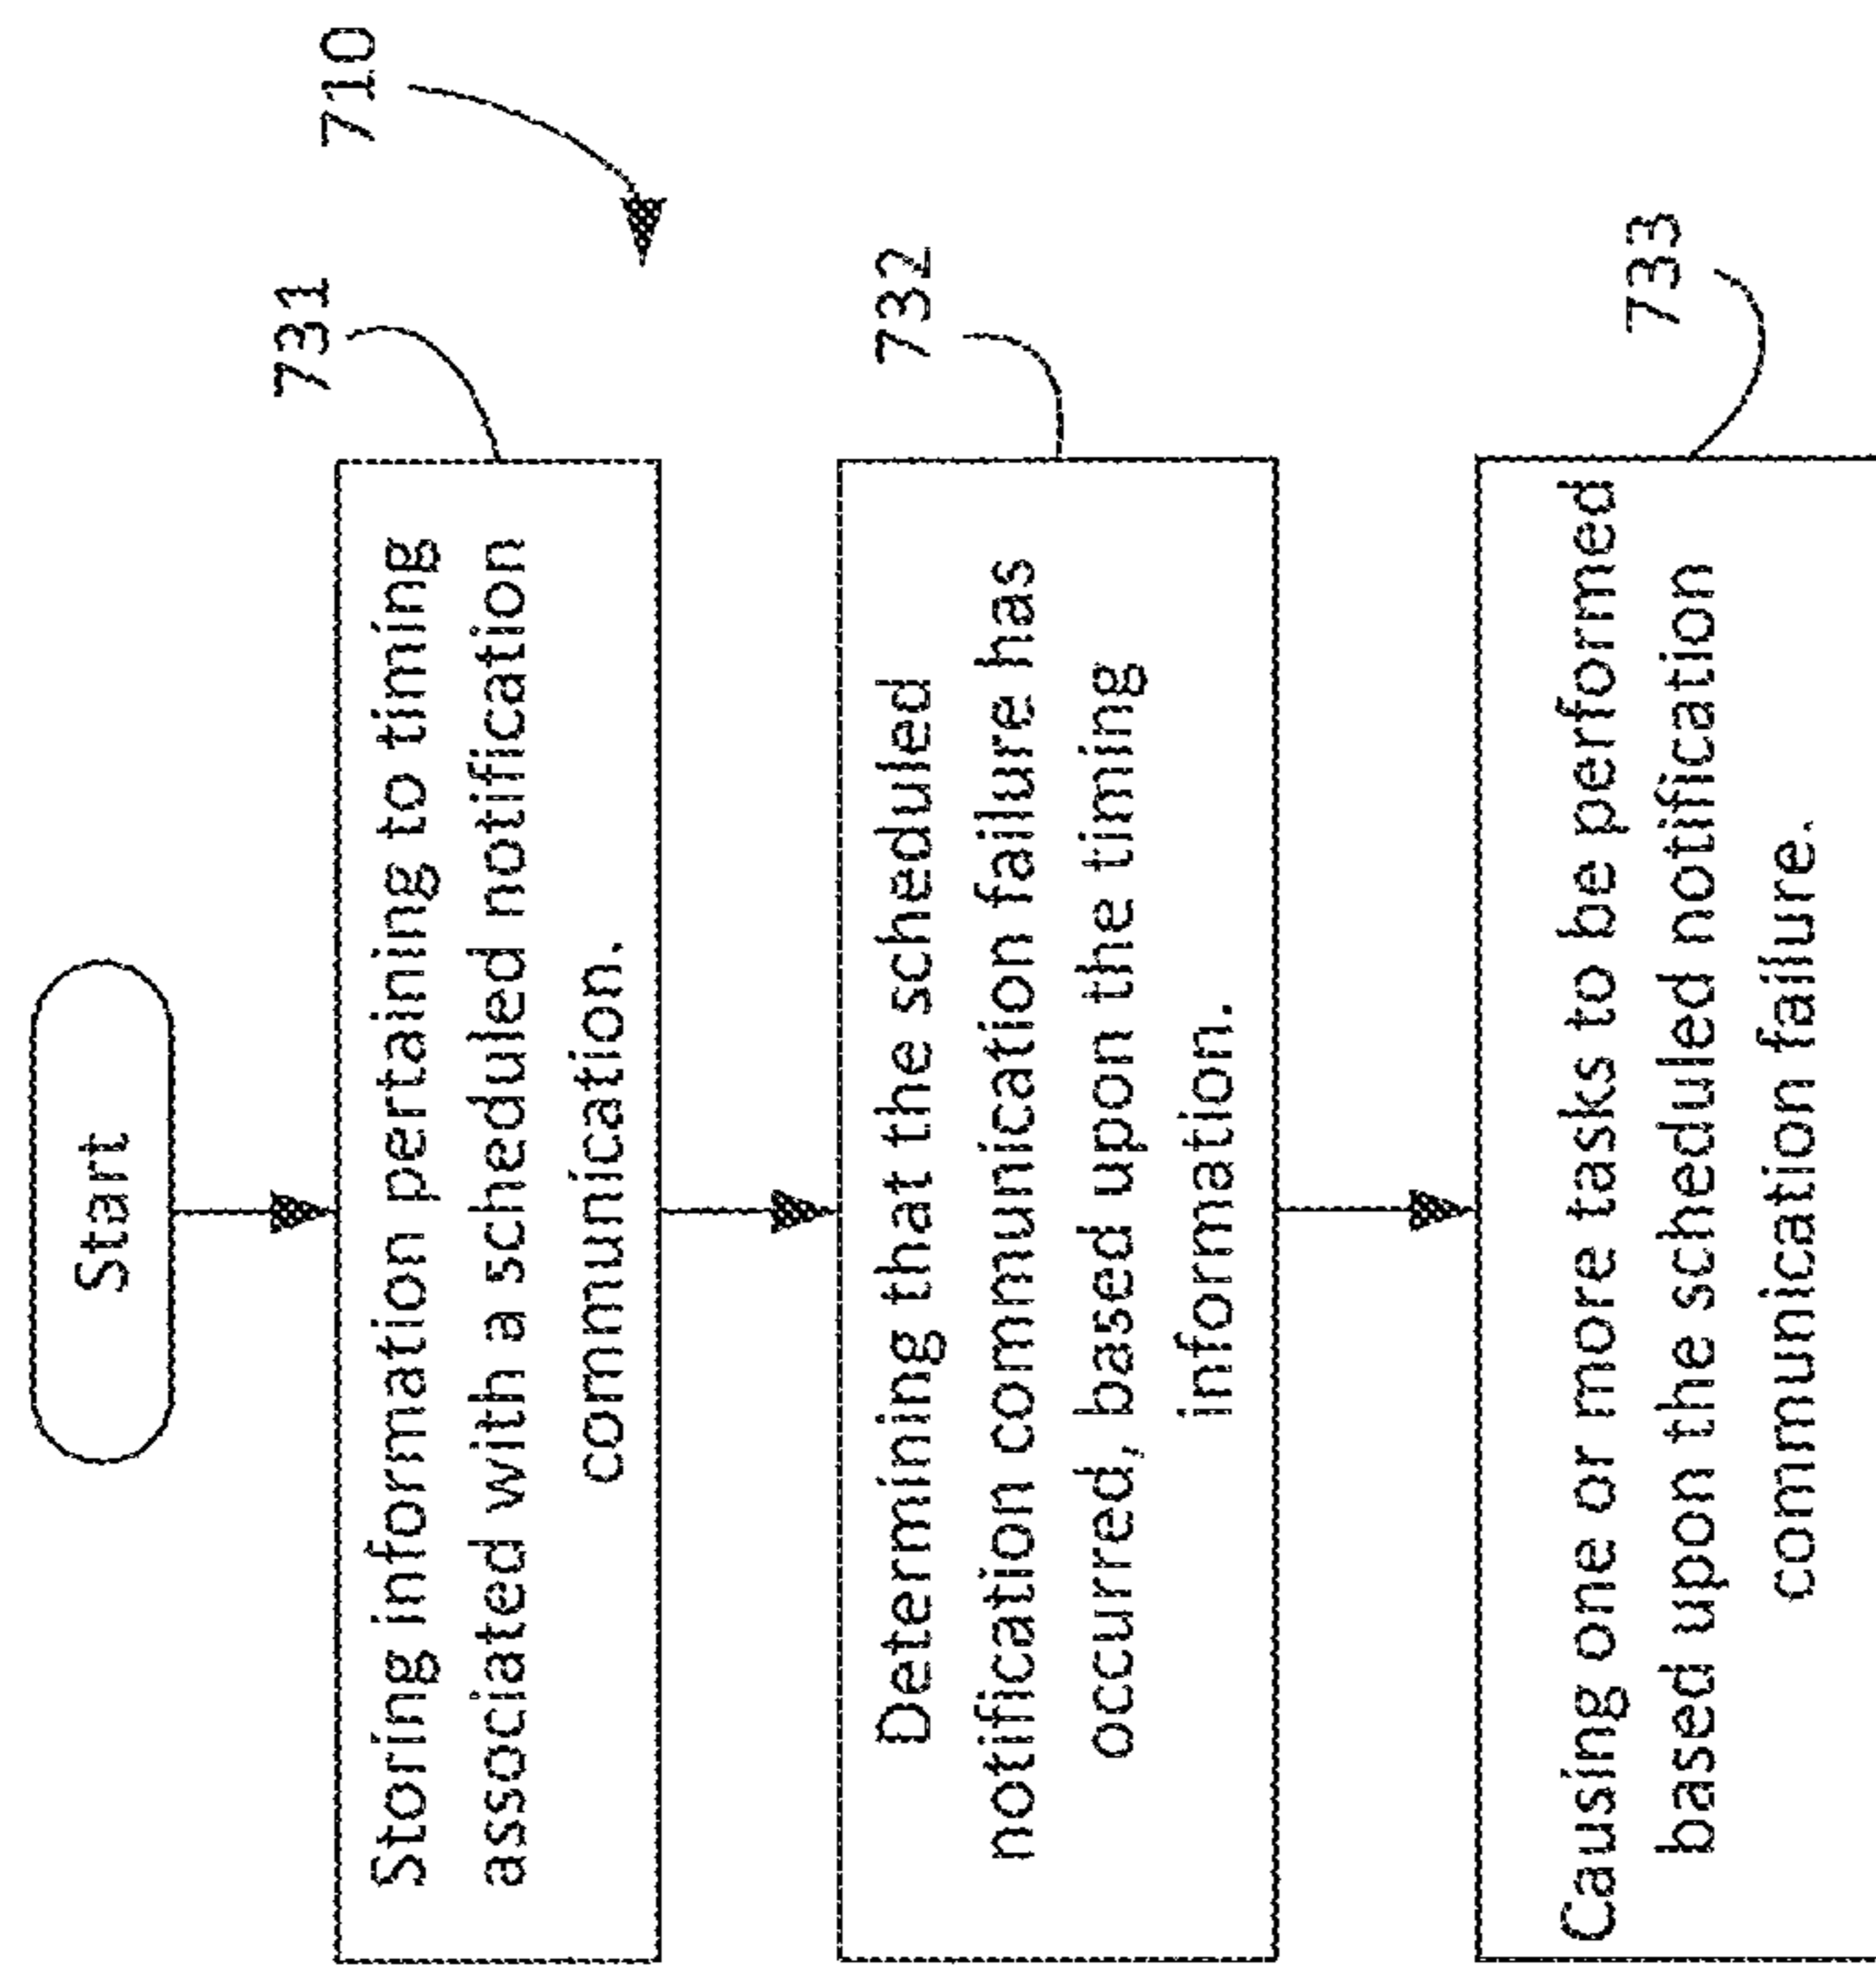 Start
710
731
Storing information pertaining to timing
associated with a scheduled notification
communication.
732
Determining that the scheduled
notification communication failure has
occurred, based upon the timing
information.
733
Causing one or more tasks to be performed
based upon the scheduled notification
communication failure.